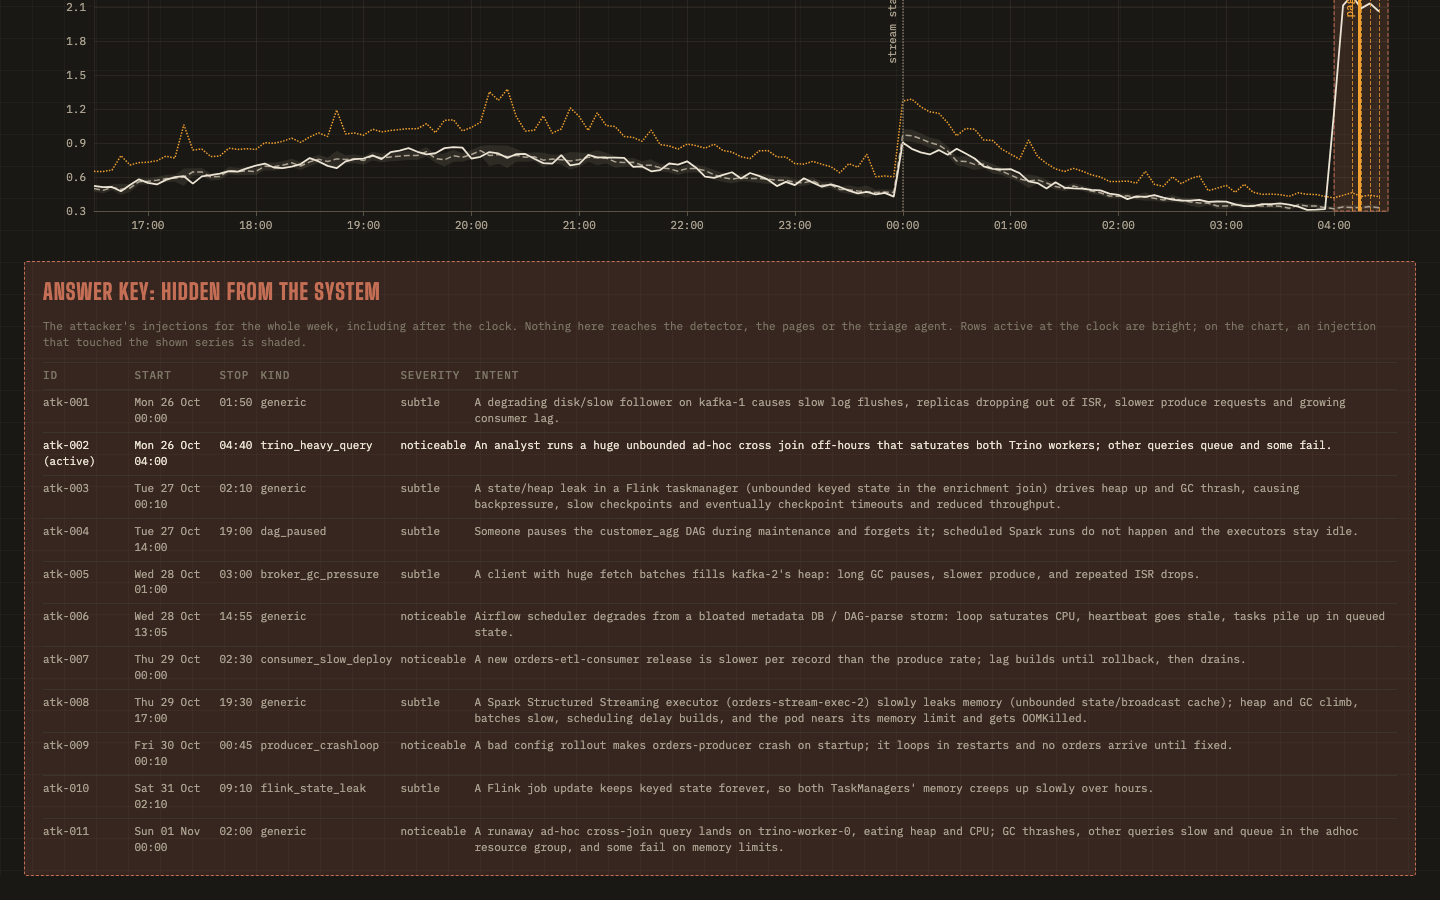 2.1
stream sta
pa
1.8
1.5
1.2
0.9
0.6
0.3
17:00 18:00 19:00 20:00 21:00 22:00 23:00 00:00 01:00 02:00 03:00 04:00
ANSWER KEY: HIDDEN FROM THE SYSTEM
The attacker's injections for the whole week, including after the clock. Nothing here reaches the detector, the pages or the triage agent. Rows active at the clock are bright; on the chart, an injection
that touched the shown series is shaded.
ID START STOP KIND SEVERITY INTENT
atk-001 Mon 26 Oct 01:50 generic subtle A degrading disk/slow follower on kafka-1 causes slow log flushes, replicas dropping out of ISR, slower produce requests and growing
00:00 consumer lag.
atk-002 Mon 26 Oct 04:40 trino_heavy_query noticeable An analyst runs a huge unbounded ad-hoc cross join off-hours that saturates both Trino workers; other queries queue and some fail.
(active) 04:00
atk-003 Tue 27 Oct 02:10 generic subtle A state/heap leak in a Flink taskmanager (unbounded keyed state in the enrichment join) drives heap up and GC thrash, causing
00:10 backpressure, slow checkpoints and eventually checkpoint timeouts and reduced throughput.
atk-004 Tue 27 Oct 19:00 dag_paused subtle Someone pauses the customer_agg DAG during maintenance and forgets it; scheduled Spark runs do not happen and the executors stay idle.
14:00
atk-005 Wed 28 Oct 03:00 broker_gc_pressure subtle A client with huge fetch batches fills kafka-2's heap: long GC pauses, slower produce, and repeated ISR drops.
01:00
atk-006 Wed 28 Oct 14:55 generic noticeable Airflow scheduler degrades from a bloated metadata DB / DAG-parse storm: loop saturates CPU, heartbeat goes stale, tasks pile up in queued
13:05 state.
atk-007 Thu 29 Oct 02:30 consumer_slow_deploy noticeable A new orders-etl-consumer release is slower per record than the produce rate; lag builds until rollback, then drains.
00:00
atk-008 Thu 29 Oct 19:30 generic subtle A Spark Structured Streaming executor (orders-stream-exec-2) slowly leaks memory (unbounded state/broadcast cache); heap and GC climb,
17:00 batches slow, scheduling delay builds, and the pod nears its memory limit and gets OOMKilled.
atk-009 Fri 30 Oct 00:45 producer_crashloop noticeable A bad config rollout makes orders-producer crash on startup; it loops in restarts and no orders arrive until fixed.
00:10
atk-010 Sat 31 Oct 09:10 flink_state_leak subtle A Flink job update keeps keyed state forever, so both TaskManagers' memory creeps up slowly over hours.
02:10
atk-011 Sun 01 Nov 02:00 generic noticeable A runaway ad-hoc cross-join query lands on trino-worker-0, eating heap and CPU; GC thrashes, other queries slow and queue in the adhoc
00:00 resource group, and some fail on memory limits.